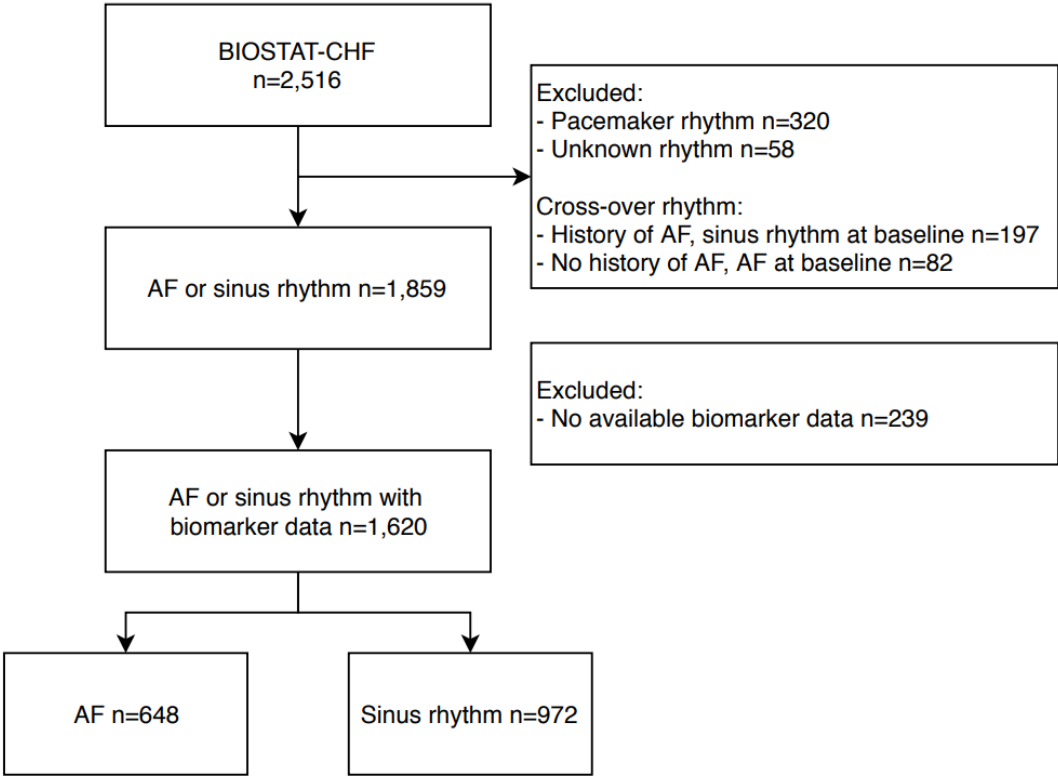 BIOSTAT-CHF
n=2,516
Excluded:
- Pacemaker rhythm n=320
- Unknown rhythm n=58
Cross-over rhythm:
- History of AF, sinus rhythm at baseline n=197
- No history of AF, AF at baseline n=82
AF or sinus rhythm n=1,859
Excluded:
- No available biomarker data n=239
AF or sinus rhythm with
biomarker data n=1,620
AF n=648
Sinus rhythm n=972